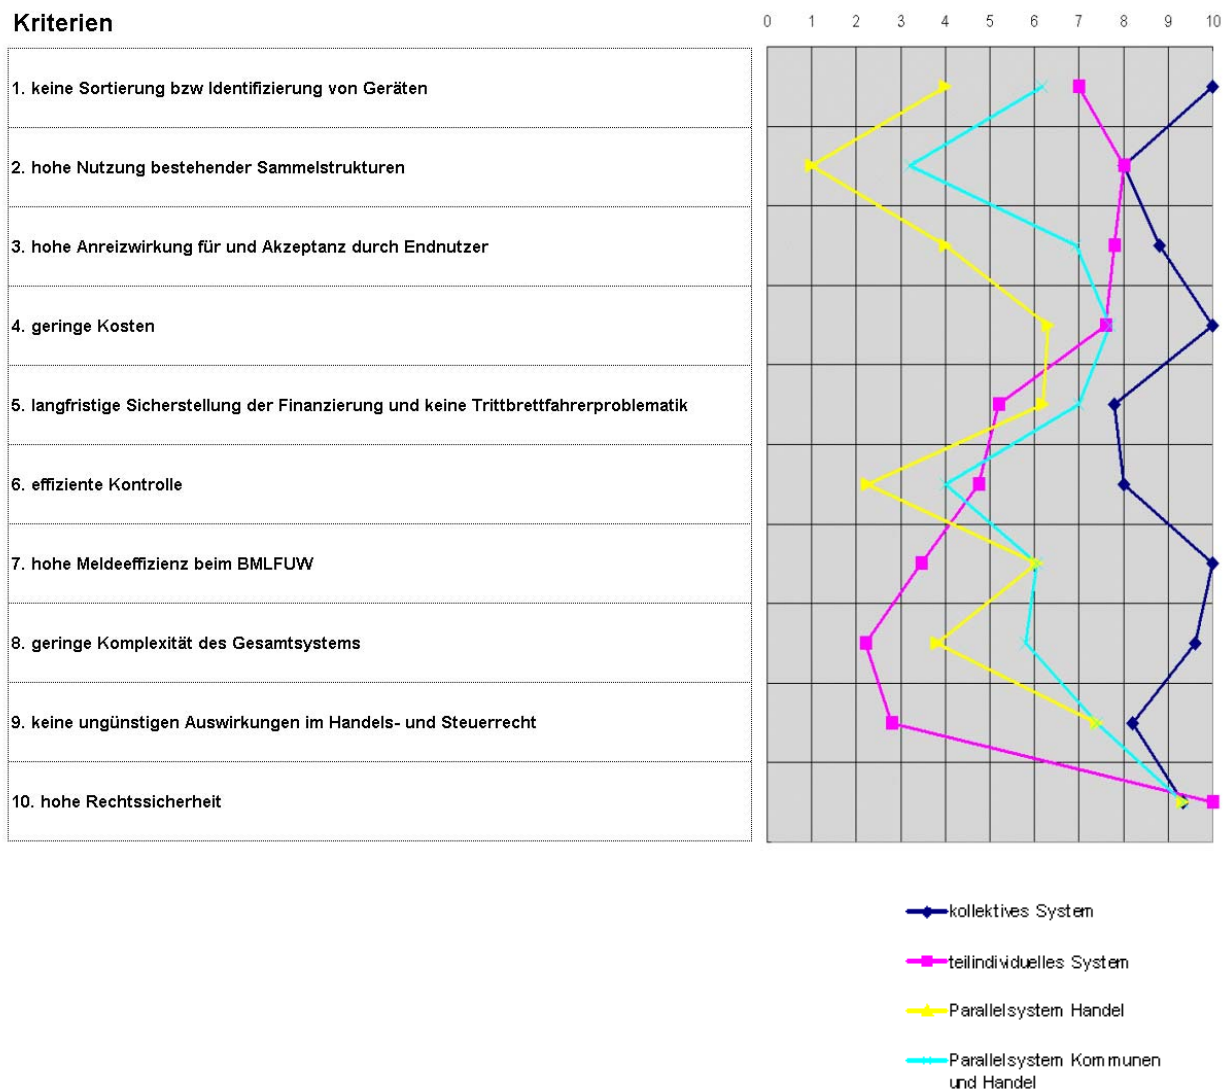 Kriterien
0 1 2 3 4 5 6 7 8 9 10
1. keine Sortierung bzw Identifizierung von Geräten
2. hohe Nutzung bestehender Sammelstrukturen
3. hohe Anreizwirkung für und Akzeptanz durch Endnutzer
4. geringe Kosten
5. langfristige Sicherstellung der Finanzierung und keine Trittbrettfahrerproblematik
6. effiziente Kontrolle
7. hohe Meldeeffizienz beim BMLFUW
8. geringe Komplexität des Gesamtsystems
9. keine ungünstigen Auswirkungen im Handels- und Steuerrecht
10. hohe Rechtssicherheit
kollektives System
teilindividuelles System
Parallelsystem Handel
Parallelsystem Kommunen
und Handel